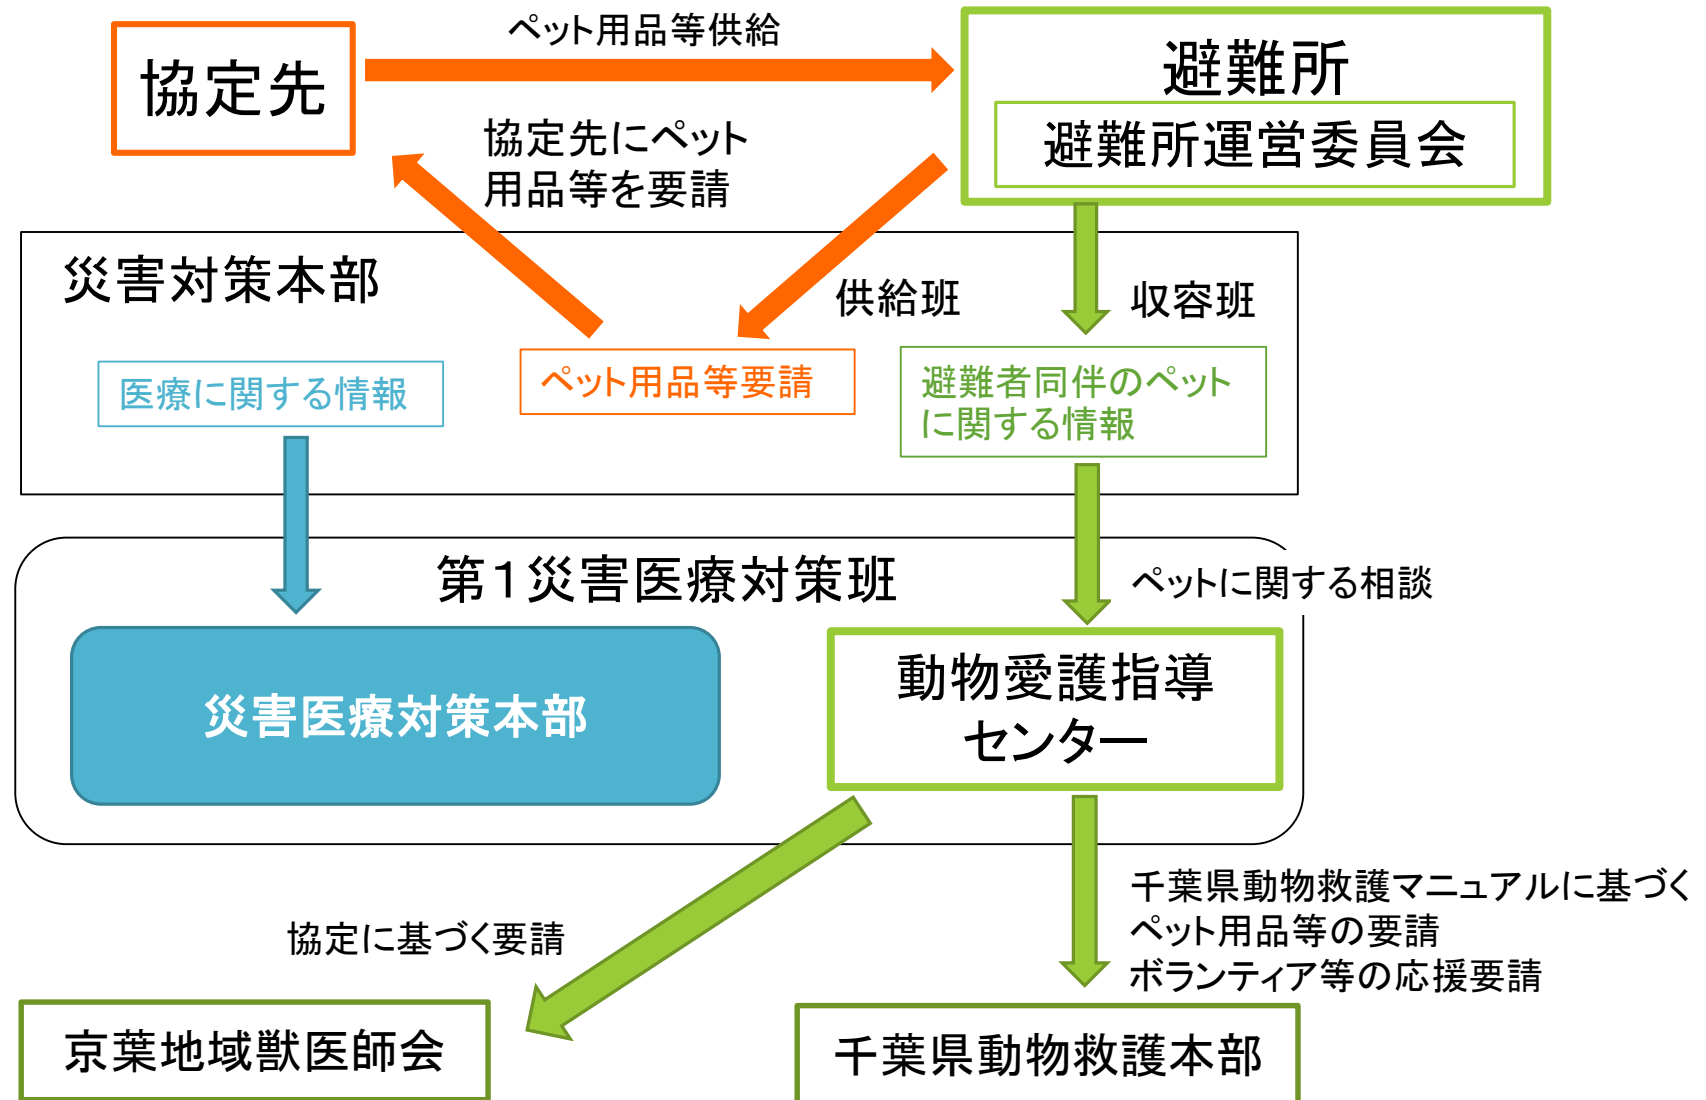 ペット用品等供給
協定先
避難所
避難所運営委員会
協定先にペット
用品等を要請
災害対策本部
供給班
収容班
医療に関する情報
ペット用品等要請
避難者同伴のペット
に関する情報
第1災害医療対策班
ペットに関する相談
災害医療対策本部
動物愛護指導
センター
千葉県動物救護マニュアルに基づく
ペット用品等の要請
ボランティア等の応援要請
協定に基づく要請
京葉地域獣医師会
千葉県動物救護本部